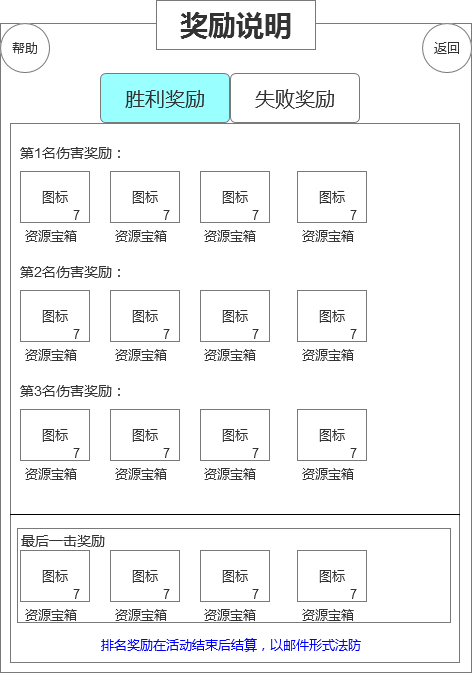 奖励说明
帮助
返回
胜利奖励
失败奖励
第1名伤害奖励：
图标 图标 图标 图标
7 7 7 7
资源宝箱 资源宝箱 资源宝箱 资源宝箱
第2名伤害奖励：
图标 图标 图标 图标
7 7 7 7
资源宝箱 资源宝箱 资源宝箱 资源宝箱
第3名伤害奖励：
图标 图标 图标 图标
7 7 7 7
资源宝箱 资源宝箱 资源宝箱 资源宝箱
最后一击奖励
图标 图标 图标 图标
7 7 7 7
资源宝箱 资源宝箱 资源宝箱 资源宝箱
排名奖励在活动结束后结算，以邮件形式法防